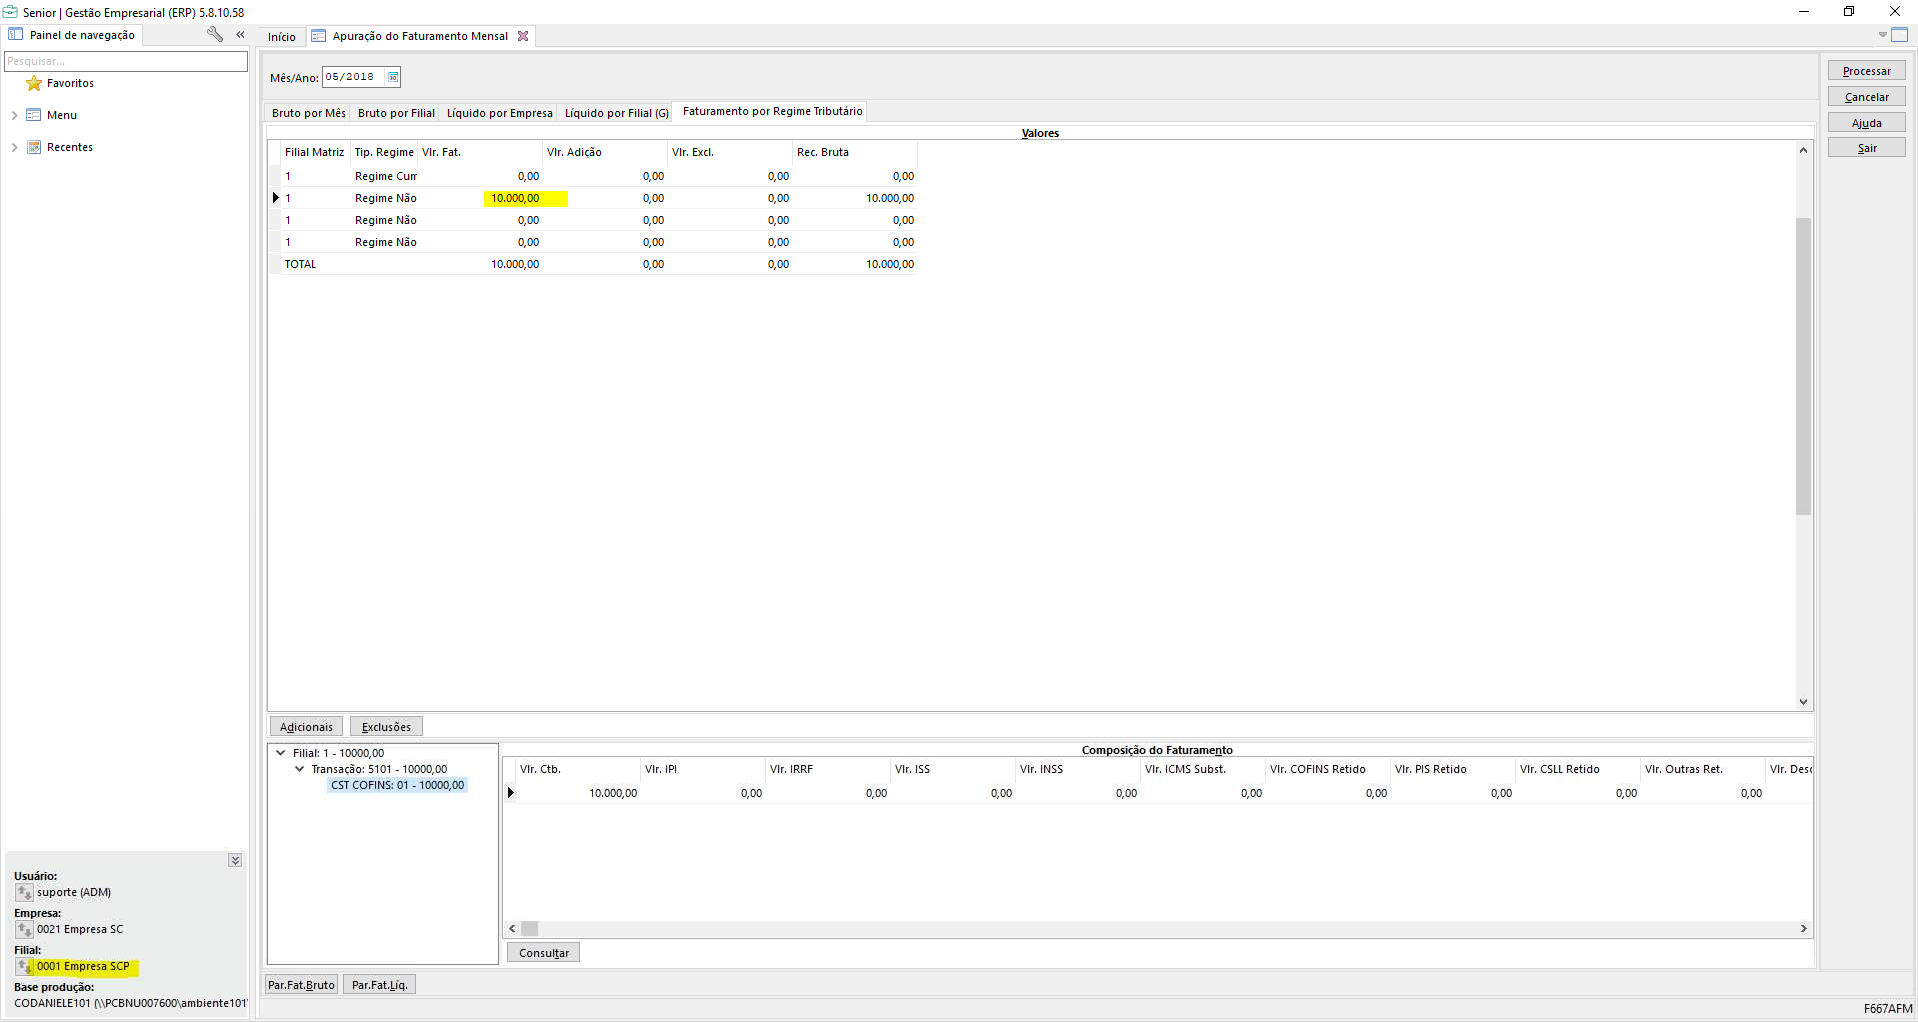 Senior | Gestão Empresarial (ERP) 5.8.10.58
Painel de navegação
Pesquisar...
Favoritos
Menu
Recentes
Início
Apuração do Faturamento Mensal
Mês/Ano: 05/2018
Bruto por Mês Bruto por Filial Líquido por Empresa Líquido por Filial (G) Faturamento por Regime Tributário
Valores
Filial Matriz Tip. Regime Vlr. Fat. Vlr. Adição Vlr. Excl. Rec. Bruta
1 Regime Cum 0,00 0,00 0,00 0,00
1 Regime Não 10.000,00 0,00 0,00 10.000,00
1 Regime Não 0,00 0,00 0,00 0,00
1 Regime Não 0,00 0,00 0,00 0,00
TOTAL 10.000,00 0,00 0,00 10.000,00
Processar
Cancelar
Ajuda
Sair
Adicionais Exclusões
Filial: 1 - 10000,00
Transação: 5101 - 10000,00
CST COFINS: 01 - 10000,00
Composição do Faturamento
Vlr. Ctb. Vlr. IPI Vlr. IRRF Vlr. ISS Vlr. INSS Vlr. ICMS Subst. Vlr. COFINS Retido Vlr. PIS Retido Vlr. CSLL Retido Vlr. Outras Ret. Vlr. Desc
10.000,00 0,00 0,00 0,00 0,00 0,00 0,00 0,00 0,00 0,00
Consultar
Par.Fat.Bruto Par.Fat.Líq.
Usuário:
suporte (ADM)
Empresa:
0021 Empresa SC
Filial:
0001 Empresa SCP
Base produção:
CODANIELE101 (\\PCBNU007600\ambiente101\
F667AFM